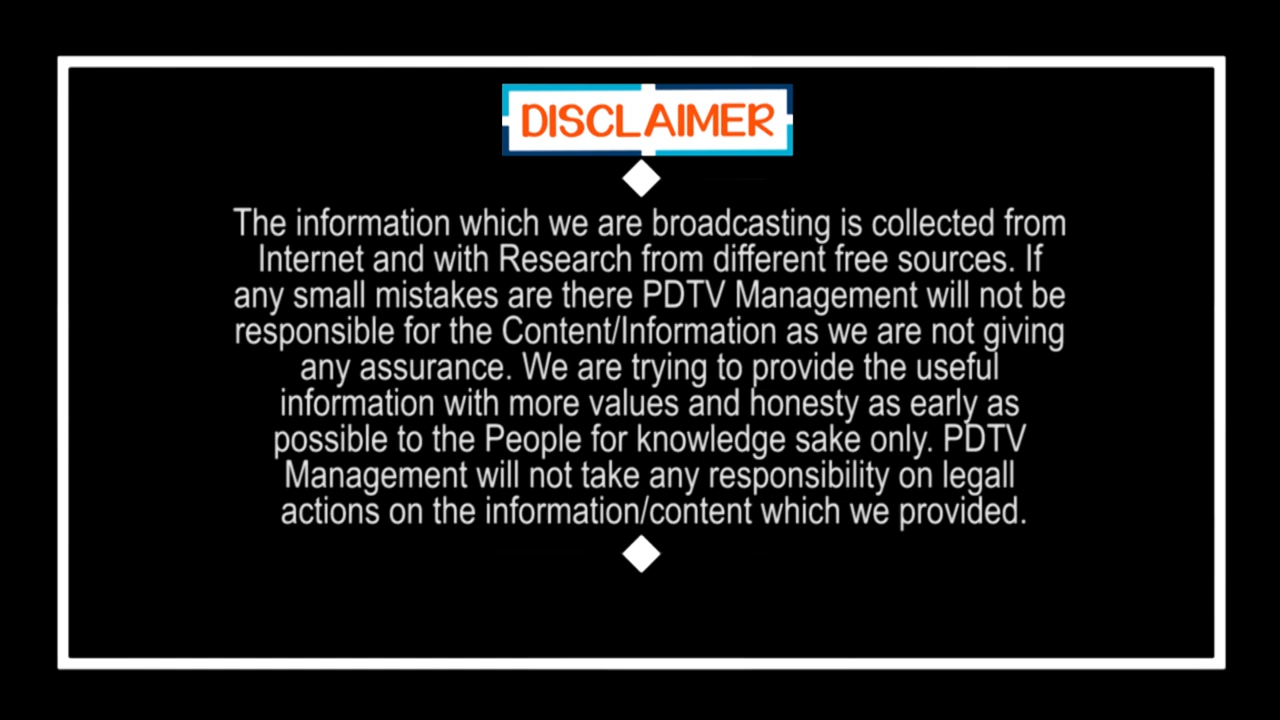 DISCLAIMER
The information which we are broadcasting is collected from
Internet and with Research from different free sources. If
any small mistakes are there PDTV Management will not be
responsible for the Content/Information as we are not giving
any assurance. We are trying to provide the useful
information with more values and honesty as early as
possible to the People for knowledge sake only. PDTV
Management will not take any responsibility on legall
actions on the information/content which we provided.